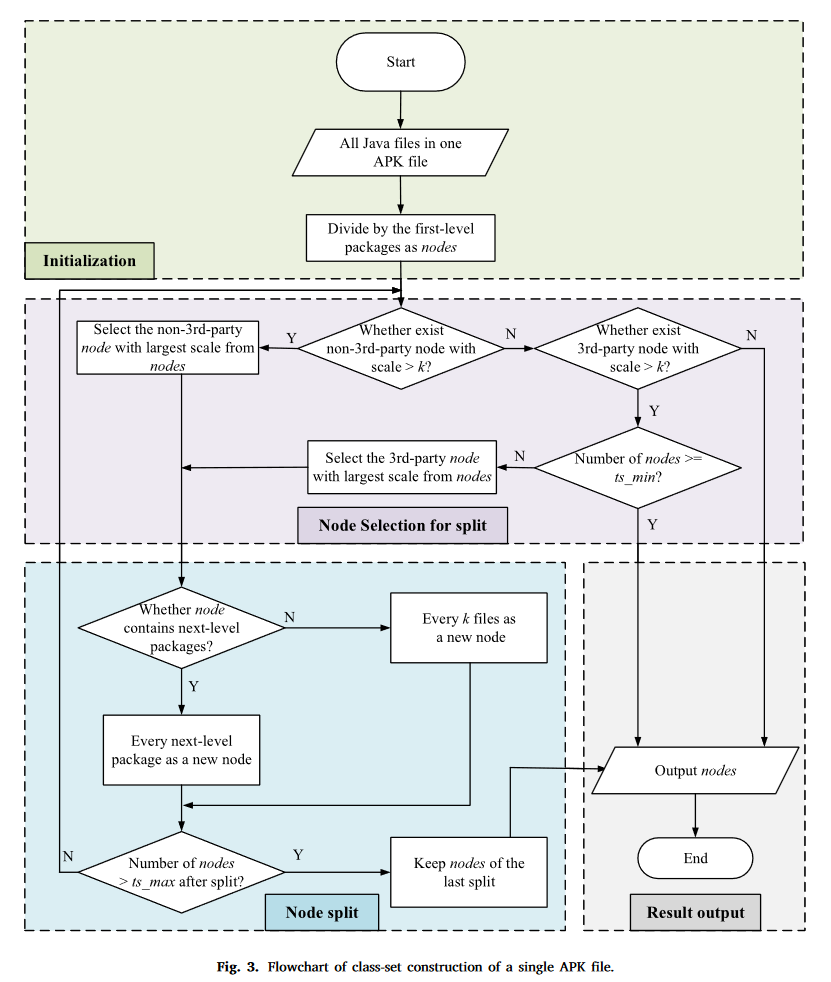 Start
All Java files in one
APK file
Divide by the first-level
packages as nodes
Initialization
Select the non-3rd-party
node with largest scale from
nodes
Y
Whether exist
non-3rd-party node with
scale > k?
N
Whether exist
3rd-party node with
scale > k?
N
Y
Select the 3rd-party node
with largest scale from nodes
N
Number of nodes >=
ts_min?
Y
Node Selection for split
Whether node
contains next-level
packages?
N
Every k files as
a new node
Y
Every next-level
package as a new node
Output nodes
N
Number of nodes
> ts_max after split?
Y
Keep nodes of the
last split
End
Node split
Result output
Fig. 3. Flowchart of class-set construction of a single APK file.